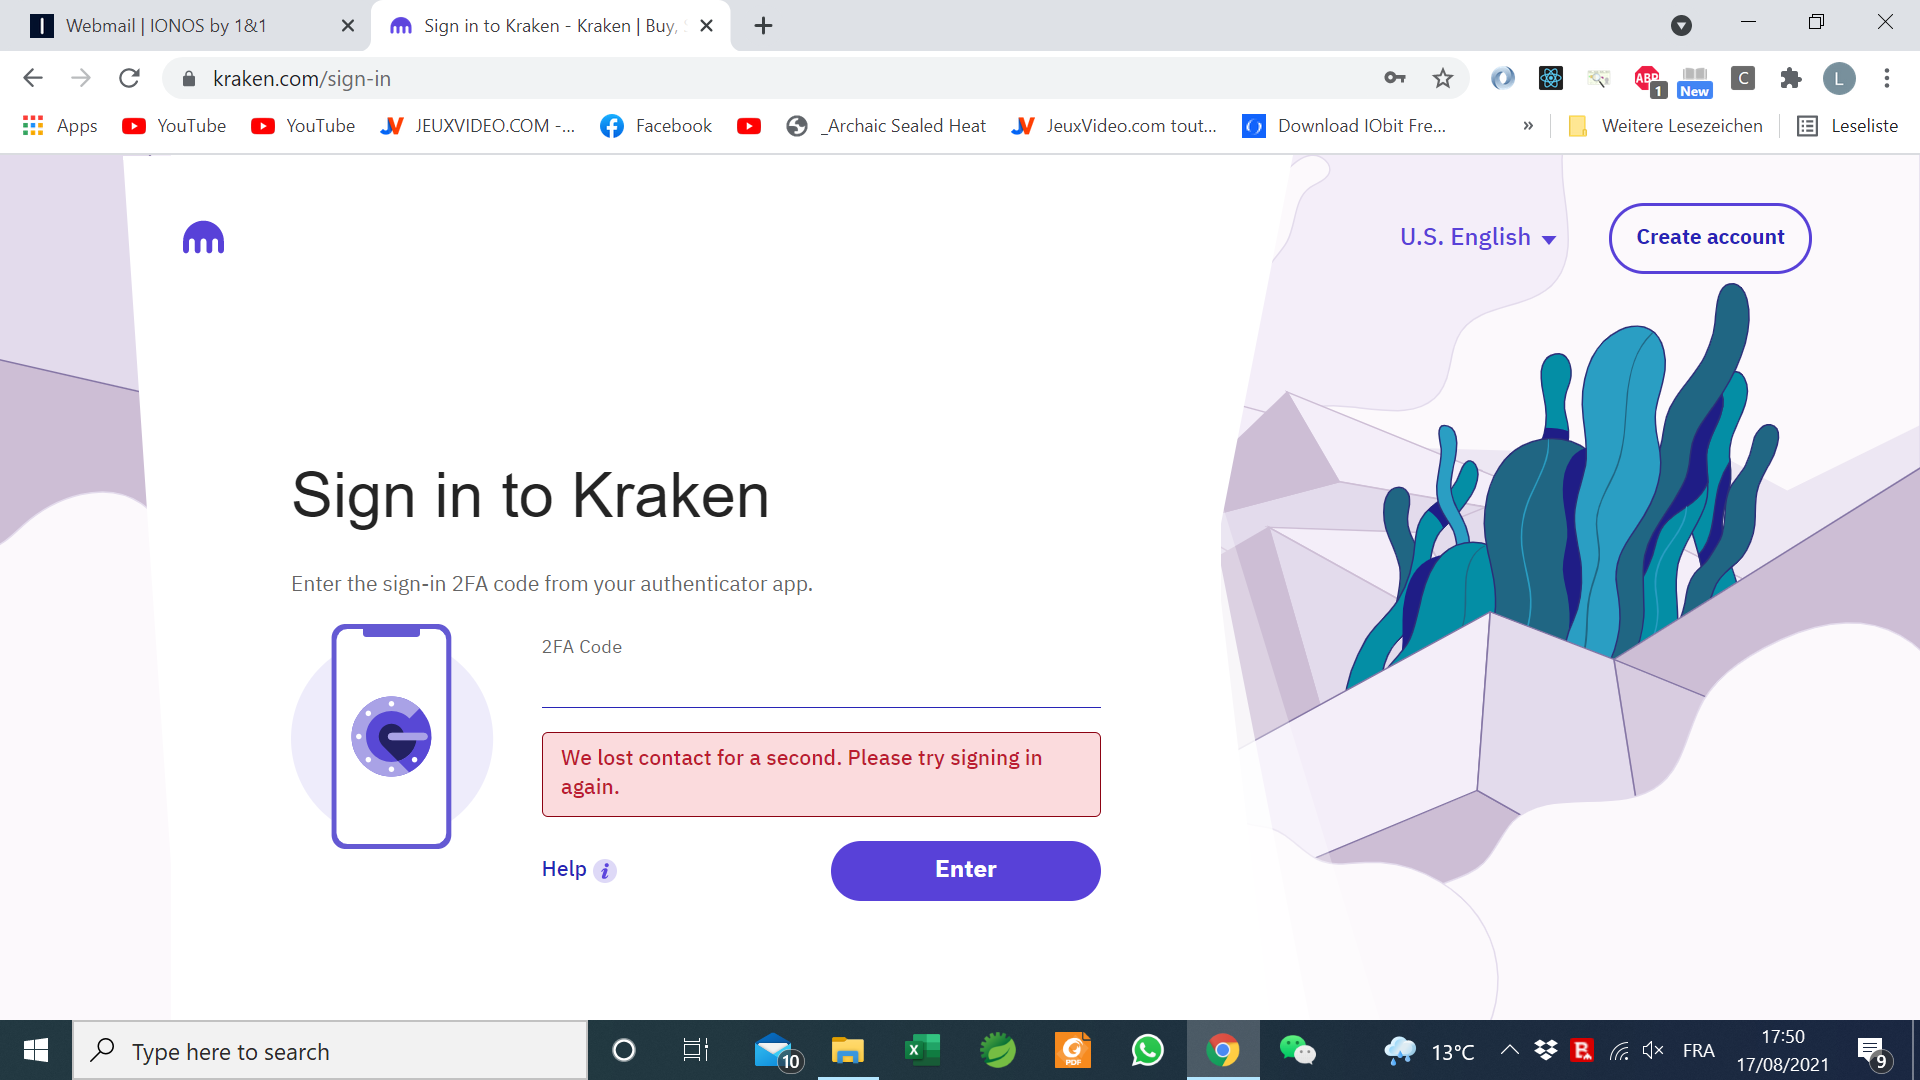 Webmail | IONOS by 1&1
Sign in to Kraken - Kraken | Buy,
kraken.com/sign-in
ABP
1
New
C
L
Apps
YouTube
YouTube
JEUXVIDEO.COM -...
Facebook
_Archaic Sealed Heat
JeuxVideo.com tout...
Download IObit Fre...
»
Weitere Lesezeichen
Leseliste
U.S. English
Create account
Sign in to Kraken
Enter the sign-in 2FA code from your authenticator app.
2FA Code
We lost contact for a second. Please try signing in
again.
Help i
Enter
Type here to search
10
X
PDF
13°C
B
FRA
17:50
17/08/2021
9